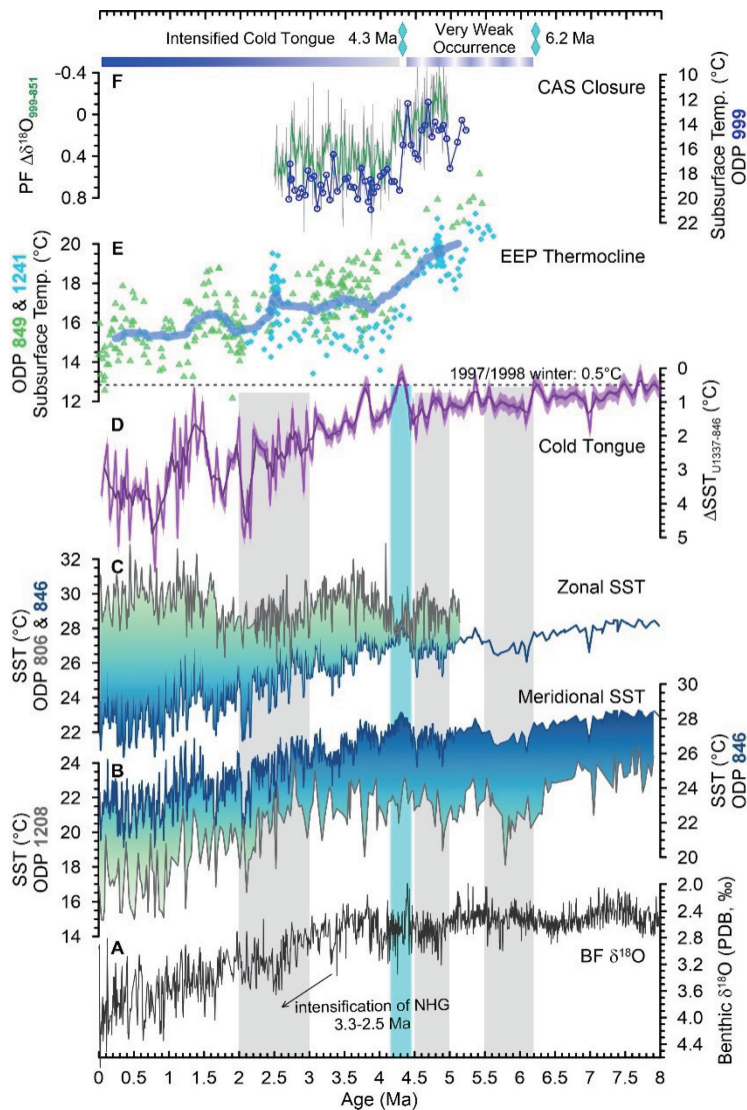 Intensified Cold Tongue
4.3 Ma
Very Weak
Occurrence
6.2 Ma
F
CAS Closure
-0.4
0
0.4
0.8
PF Δδ¹⁸O999-851
10
12
14
16
18
20
22
Subsurface Temp. (°C)
ODP 999
E
EEP Thermocline
20
18
16
14
12
ODP 849 & 1241
Subsurface Temp. (°C)
1997/1998 winter: 0.5°C
D
Cold Tongue
0
1
2
3
4
5
ΔSSTU1337-846 (°C)
C
Zonal SST
32
30
28
26
24
22
SST (°C)
ODP 806 & 846
Meridional SST
B
24
22
20
18
16
14
SST (°C)
ODP 1208
30
28
26
24
22
20
SST (°C)
ODP 846
A
BF δ¹⁸O
2.0
2.4
2.8
3.2
3.6
4.0
4.4
Benthic δ¹⁸O (PDB, ‰)
intensification of NHG
3.3-2.5 Ma
0 0.5 1 1.5 2 2.5 3 3.5 4 4.5 5 5.5 6 6.5 7 7.5 8
Age (Ma)